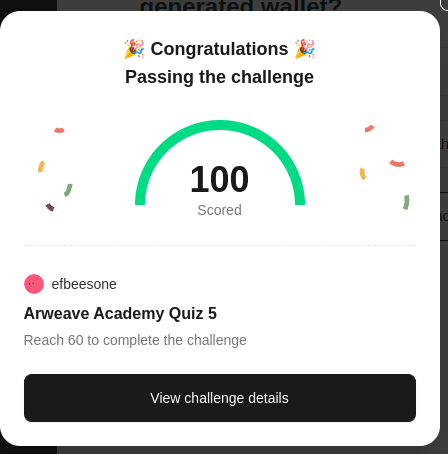 generated wallet?
🎉 Congratulations 🎉
Passing the challenge
100
Scored
efbeesone
Arweave Academy Quiz 5
Reach 60 to complete the challenge
View challenge details